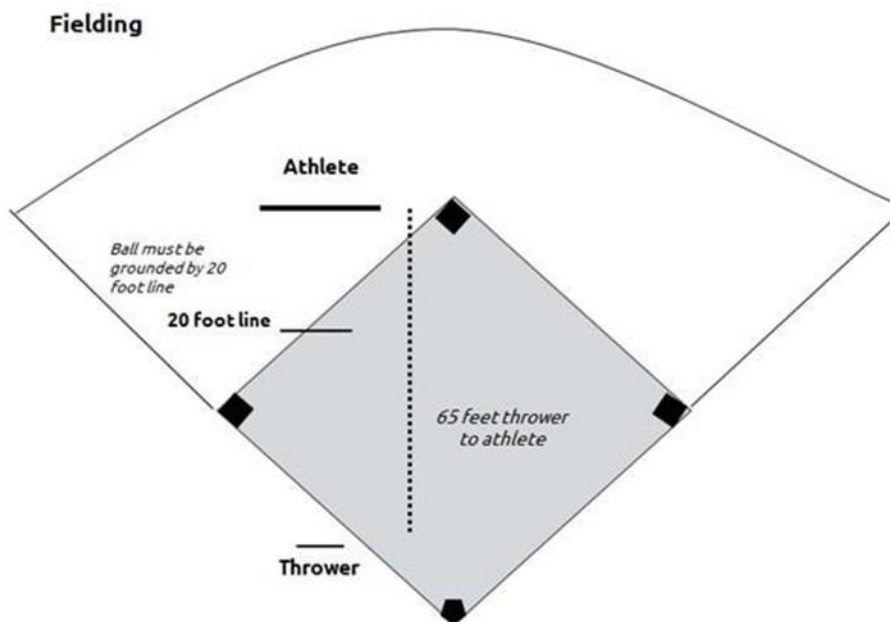 Fielding
Athlete
Ball must be
grounded by 20
foot line
20 foot line
65 feet thrower
to athlete
Thrower